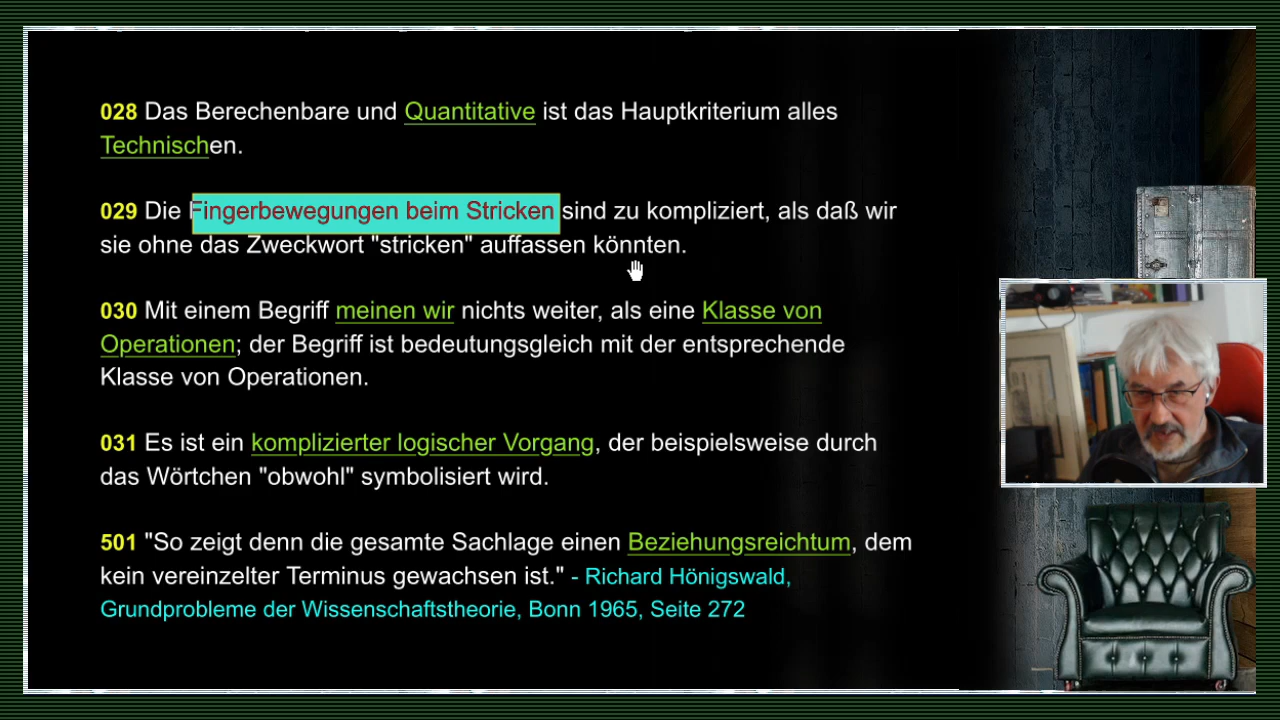 028 Das Berechenbare und Quantitative ist das Hauptkriterium alles
Technischen.
029 Die Fingerbewegungen beim Stricken sind zu kompliziert, als daß wir
sie ohne das Zweckwort "stricken" auffassen könnten.
030 Mit einem Begriff meinen wir nichts weiter, als eine Klasse von
Operationen; der Begriff ist bedeutungsgleich mit der entsprechende
Klasse von Operationen.
031 Es ist ein komplizierter logischer Vorgang, der beispielsweise durch
das Wörtchen "obwohl" symbolisiert wird.
501 "So zeigt denn die gesamte Sachlage einen Beziehungsreichtum, dem
kein vereinzelter Terminus gewachsen ist." - Richard Hönigswald,
Grundprobleme der Wissenschaftstheorie, Bonn 1965, Seite 272